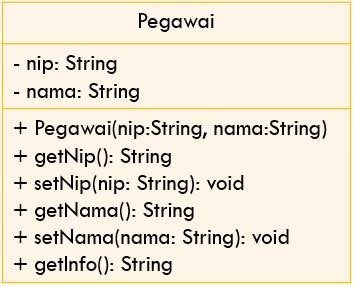 Pegawai
- nip: String
- nama: String
+ Pegawai(nip:String, nama:String)
+ getNip(): String
+ setNip(nip: String): void
+ getNama(): String
+ setNama(nama: String): void
+ getInfo(): String